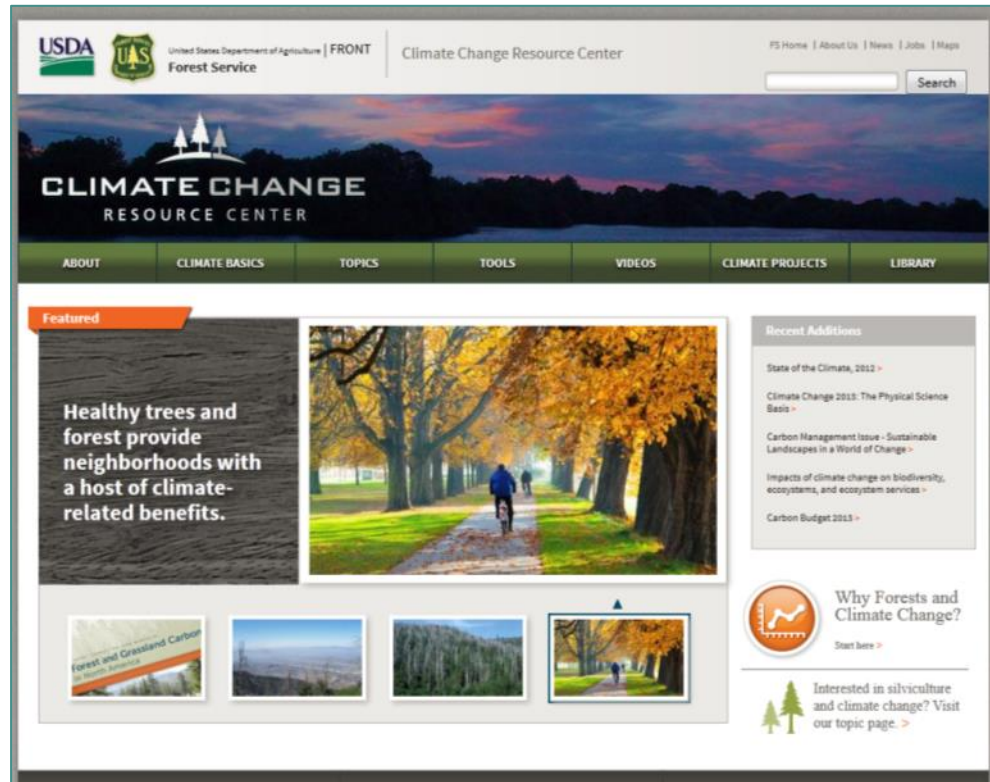 USDA
United States Department of Agriculture | FRONT
Forest Service
Climate Change Resource Center
FS Home | About Us | News | Jobs | Maps
Search
CLIMATE CHANGE
RESOURCE CENTER
ABOUT
CLIMATE BASICS
TOPICS
TOOLS
VIDEOS
CLIMATE PROJECTS
LIBRARY
Featured
Healthy trees and
forest provide
neighborhoods with
a host of climate-
related benefits.
Forest and Grassland Carbon
in North America
Recent Additions
State of the Climate, 2012 >
Climate Change 2013: The Physical Science
Basis >
Carbon Management Issue - Sustainable
Landscapes in a World of Change >
Impacts of climate change on biodiversity,
ecosystems, and ecosystem services >
Carbon Budget 2013 >
Why Forests and
Climate Change?
Start here >
Interested in silviculture
and climate change? Visit
our topic page. >